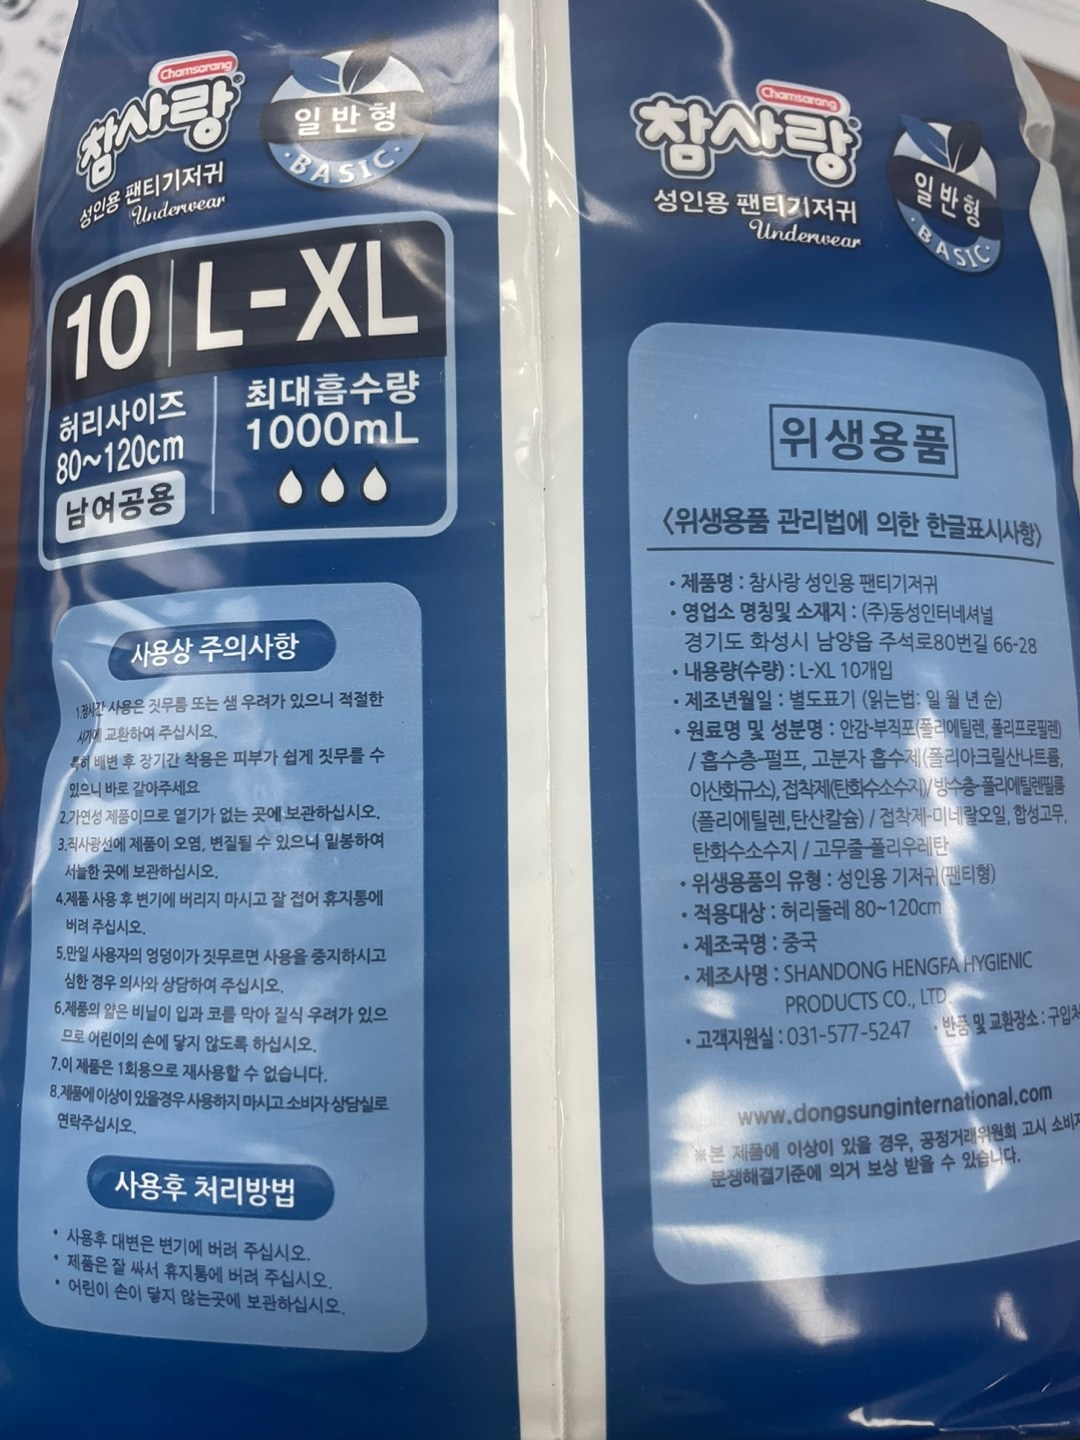 Chamsarang
참사랑
성인용 팬티기저귀
Underwear
일반형
BASIC
10 L-XL
허리사이즈
80~120cm
남여공용
최대흡수량
1000mL
사용상 주의사항
1.장시간 사용은 짓무름 또는 샐 우려가 있으니 적절한
시기에 교환하여 주십시요.
특히 배변 후 장기간 착용은 피부가 쉽게 짓무를 수
있으니 바로 갈아주세요
2.가연성 제품이므로 열기가 없는 곳에 보관하십시오.
3.직사광선에 제품이 오염, 변질될 수 있으니 밀봉하여
서늘한 곳에 보관하십시오.
4.제품 사용 후 변기에 버리지 마시고 잘 접어 휴지통에
버려 주십시오.
5.만일 사용자의 엉덩이가 짓무르면 사용을 중지하시고
심한 경우 의사와 상담하여 주십시오.
6.제품의 얇은 비닐이 입과 코를 막아 질식 우려가 있으
므로 어린이의 손에 닿지 않도록 하십시오.
7.이 제품은 1회용으로 재사용할 수 없습니다.
8.제품에 이상이 있을경우 사용하지 마시고 소비자 상담실로
연락주십시오.
사용후 처리방법
• 사용후 대변은 변기에 버려 주십시오.
• 제품은 잘 싸서 휴지통에 버려 주십시오.
• 어린이 손이 닿지 않는곳에 보관하십시오.
Chamsarang
참사랑
성인용 팬티기저귀
Underwear
일반형
BASIC
위생용품
〈위생용품 관리법에 의한 한글표시사항〉
• 제품명 : 참사랑 성인용 팬티기저귀
• 영업소 명칭및 소재지 : (주)동성인터네셔널
경기도 화성시 남양읍 주석로80번길 66-28
• 내용량(수량) : L-XL 10개입
• 제조년월일 : 별도표기 (읽는법: 일 월 년 순)
• 원료명 및 성분명 : 안감-부직포(폴리에틸렌, 폴리프로필렌)
/ 흡수층-펄프, 고분자 흡수제(폴리아크릴산나트륨,
이산화규소), 접착제(탄화수소수지)/ 방수층-폴리에틸렌필름
(폴리에틸렌,탄산칼슘) / 접착제-미네랄오일, 합성고무,
탄화수소수지 / 고무줄-폴리우레탄
• 위생용품의 유형 : 성인용 기저귀(팬티형)
• 적용대상 : 허리둘레 80~120cm
• 제조국명 : 중국
• 제조사명 : SHANDONG HENGFA HYGIENIC
PRODUCTS CO., LTD.
• 고객지원실 : 031-577-5247 • 반품 및 교환장소 : 구입처
www.dongsunginternational.com
※본 제품에 이상이 있을 경우, 공정거래위원회 고시 소비자
분쟁해결기준에 의거 보상 받을 수 있습니다.